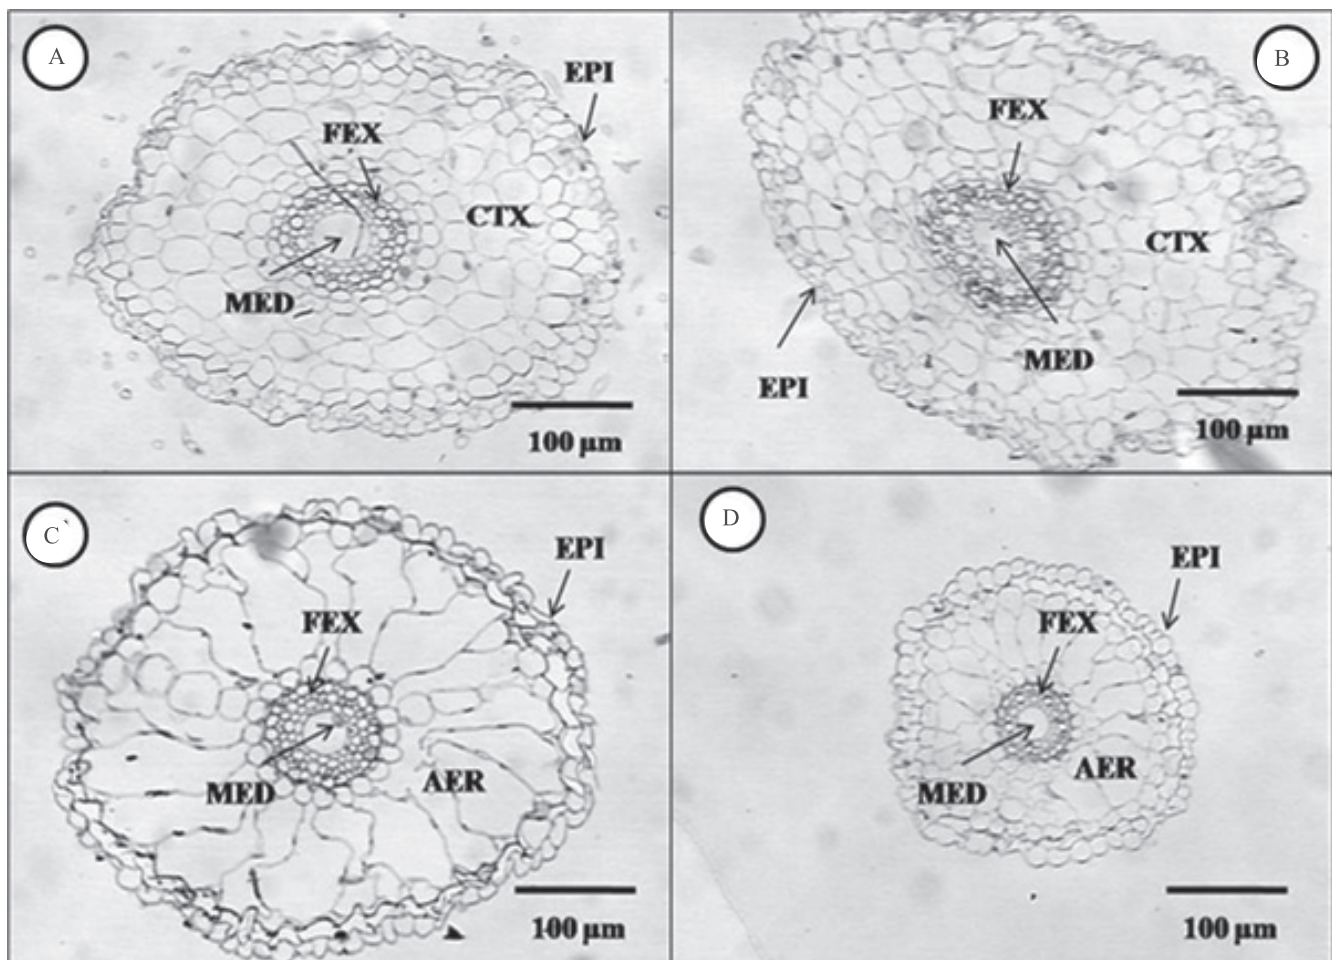 A
EPI
FEX
CTX
MED
100 µm
B
FEX
CTX
MED
EPI
100 µm
C
EPI
FEX
MED
AER
100 µm
D
EPI
FEX
AER
MED
100 µm